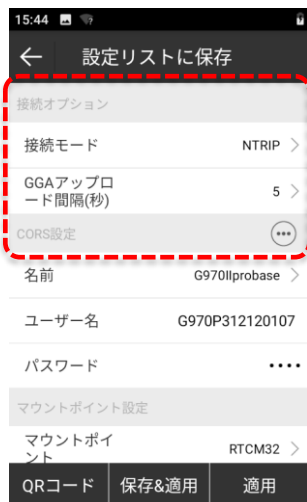 15:44
設定リストに保存
接続オプション
接続モード NTRIP
GGAアップロ
ード間隔(秒) 5
CORS設定
名前 G970IIprobase
ユーザー名 G970P312120107
パスワード ••••
マウントポイント設定
マウントポイ
ント RTCM32
QRコード 保存&適用 適用